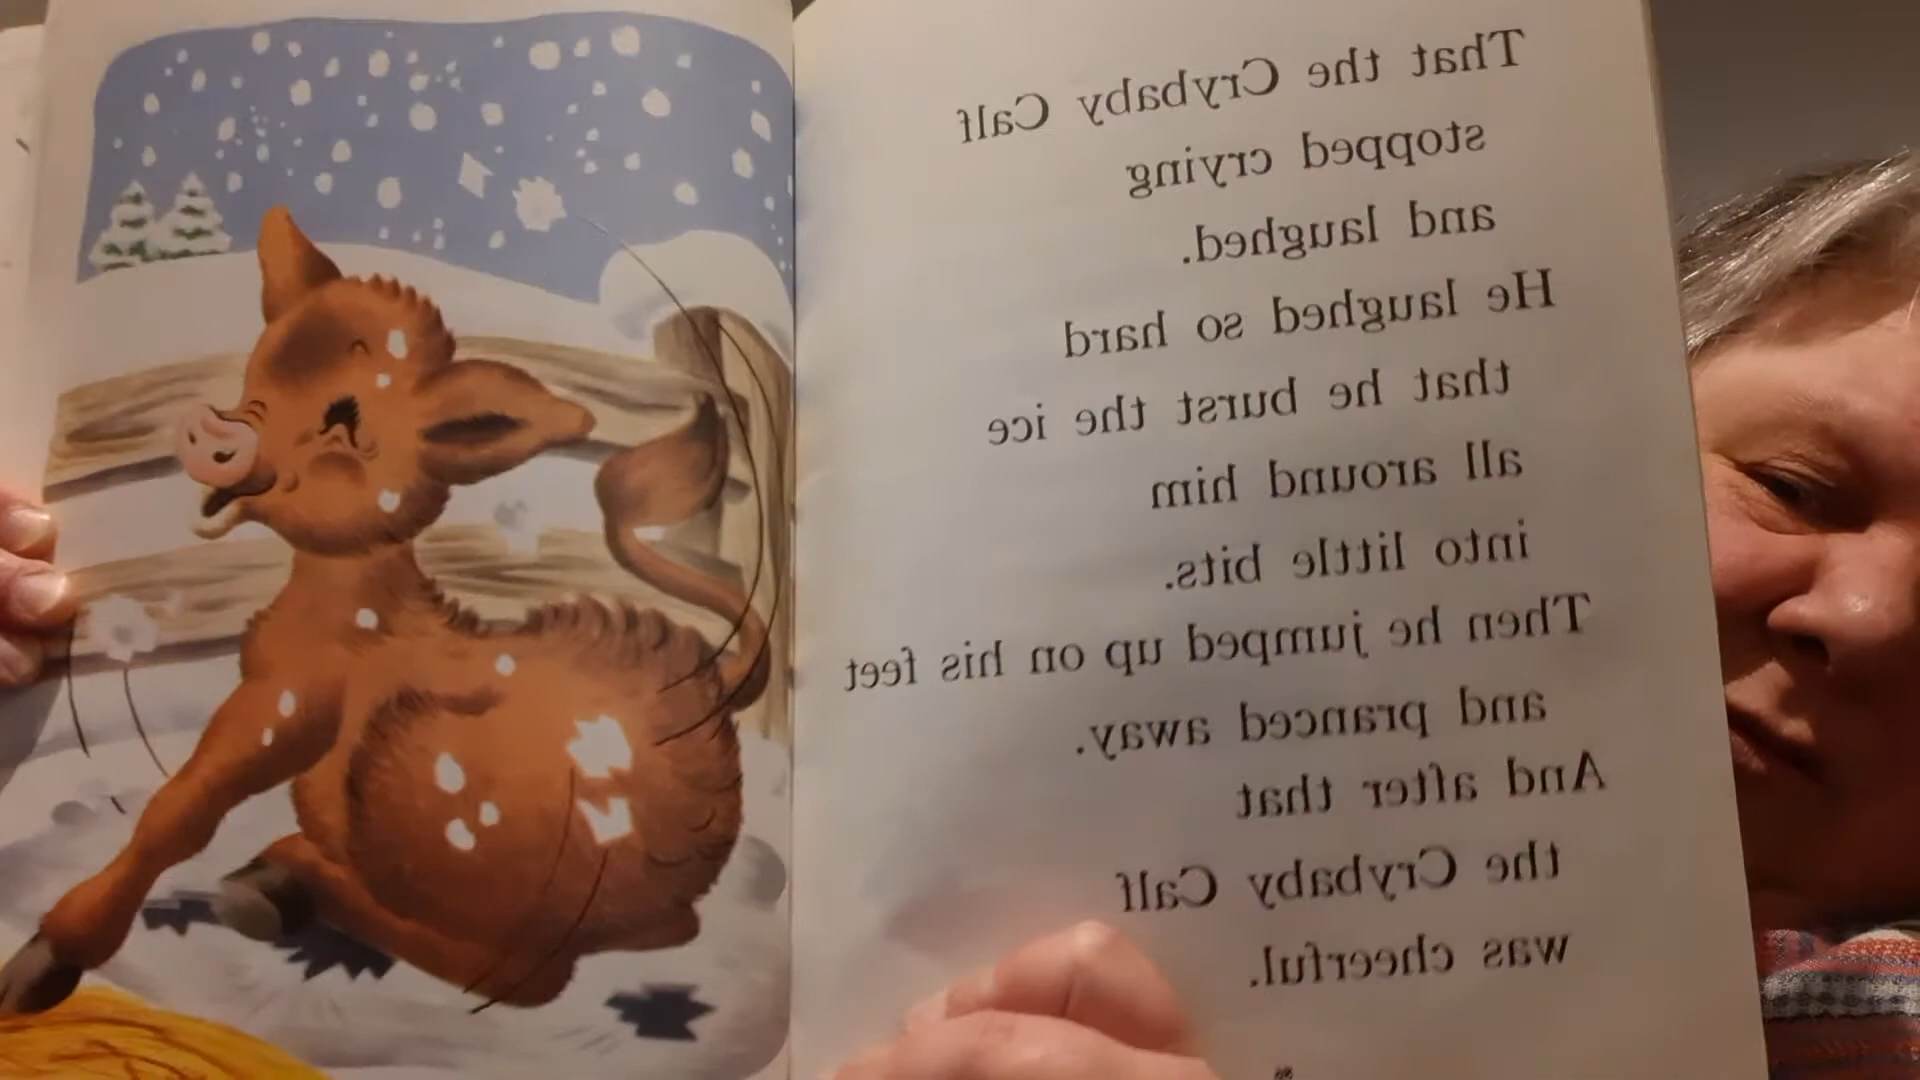 That the Crybaby Calf
stopped crying
and laughed.
He laughed so hard
that he burst the ice
all around him
into little bits.
Then he jumped up on his feet
and pranced away.
And after that
the Crybaby Calf
was cheerful.